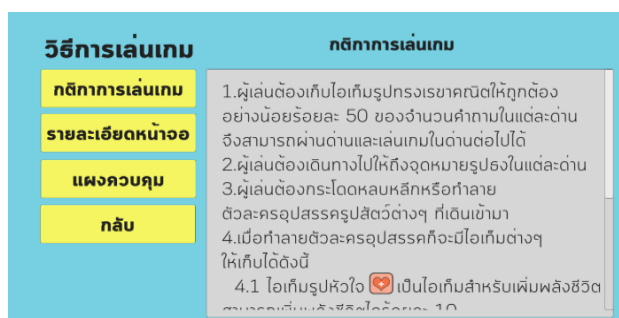 วิธีการเล่นเกม
กติกาการเล่นเกม
รายละเอียดหน้าจอ
แผงควบคุม
กลับ
กติกาการเล่นเกม
1.ผู้เล่นต้องเก็บไอเท็มรูปทรงเรขาคณิตให้ถูกต้อง
อย่างน้อยร้อยละ 50 ของจำนวนคำถามในแต่ละด่าน
จึงสามารถผ่านด่านและเล่นเกมในด่านต่อไปได้
2.ผู้เล่นต้องเดินทางไปให้ถึงจุดหมายรูปธงในแต่ละด่าน
3.ผู้เล่นต้องกระโดดหลบหลีกหรือทำลาย
ตัวละครอุปสรรครูปสัตว์ต่างๆ ที่เดินเข้ามา
4.เมื่อทำลายตัวละครอุปสรรคก็จะมีไอเท็มต่างๆ
ให้เก็บได้ดังนี้
4.1 ไอเท็มรูปหัวใจ เป็นไอเท็มสำหรับเพิ่มพลังชีวิต